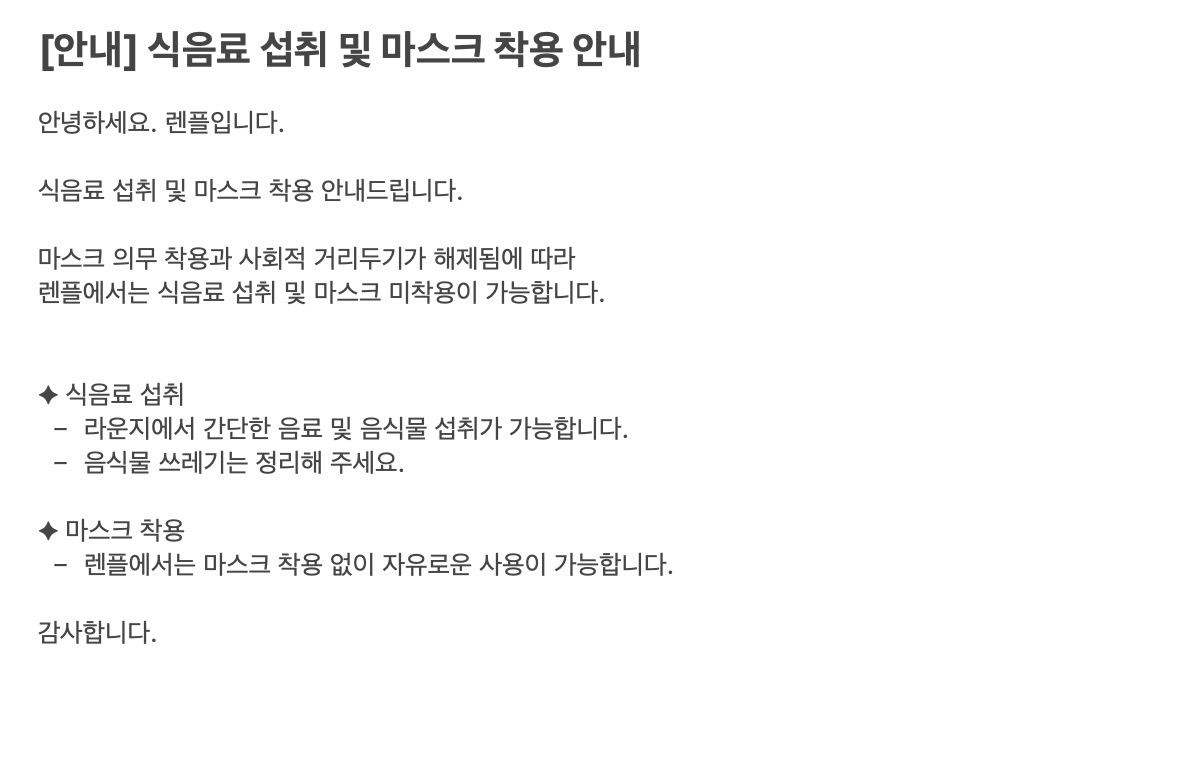 [안내] 식음료 섭취 및 마스크 착용 안내
안녕하세요. 렌플입니다.
식음료 섭취 및 마스크 착용 안내드립니다.
마스크 의무 착용과 사회적 거리두기가 해제됨에 따라
렌플에서는 식음료 섭취 및 마스크 미착용이 가능합니다.
✦ 식음료 섭취
– 라운지에서 간단한 음료 및 음식물 섭취가 가능합니다.
– 음식물 쓰레기는 정리해 주세요.
✦ 마스크 착용
– 렌플에서는 마스크 착용 없이 자유로운 사용이 가능합니다.
감사합니다.